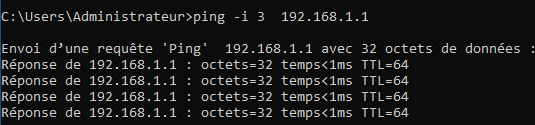 C:\Users\Administrateur>ping -i 3  192.168.1.1
Envoi d’une requête 'Ping'  192.168.1.1 avec 32 octets de données :
Réponse de 192.168.1.1 : octets=32 temps<1ms TTL=64
Réponse de 192.168.1.1 : octets=32 temps<1ms TTL=64
Réponse de 192.168.1.1 : octets=32 temps<1ms TTL=64
Réponse de 192.168.1.1 : octets=32 temps<1ms TTL=64